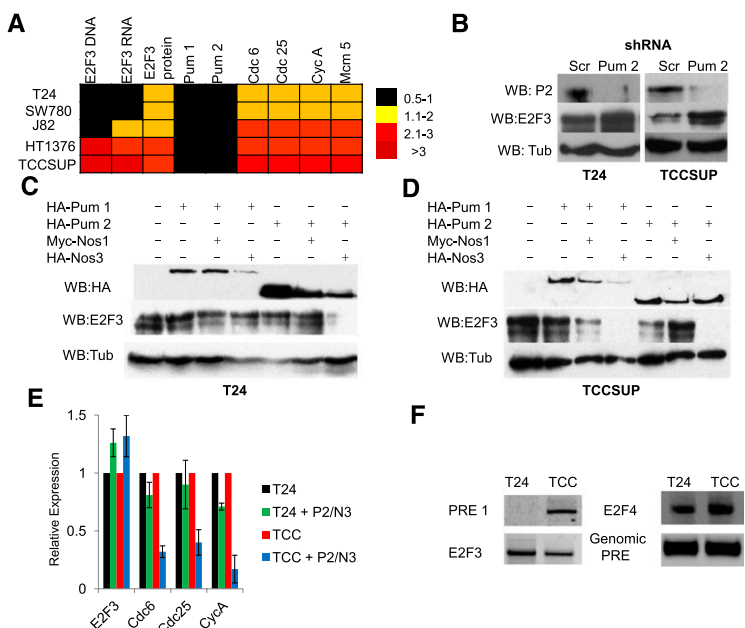 A
E2F3 DNA
E2F3 RNA
E2F3
protein
Pum 1
Pum 2
Cdc 6
Cdc 25
Cyc A
Mcm 5
T24
SW780
J82
HT1376
TCCSUP
0.5-1
1.1-2
2.1-3
>3
B
shRNA
Scr Pum 2 Scr Pum 2
WB: P2
WB:E2F3
WB: Tub
T24 TCCSUP
C
HA-Pum 1 – + + + – – –
HA-Pum 2 – – – – + + +
Myc-Nos1 – – + – – + –
HA-Nos3 – – – + – – +
WB:HA
WB:E2F3
WB:Tub
T24
D
HA-Pum 1 – + + + – – –
HA-Pum 2 – – – – + + +
Myc-Nos1 – – + – – + –
HA-Nos3 – – – + – – +
WB:HA
WB:E2F3
WB:Tub
TCCSUP
E
Relative Expression
1.5
1
0.5
0
E2F3
Cdc6
Cdc25
CycA
T24
T24 + P2/N3
TCC
TCC + P2/N3
F
T24 TCC
PRE 1
E2F3
T24 TCC
E2F4
Genomic
PRE